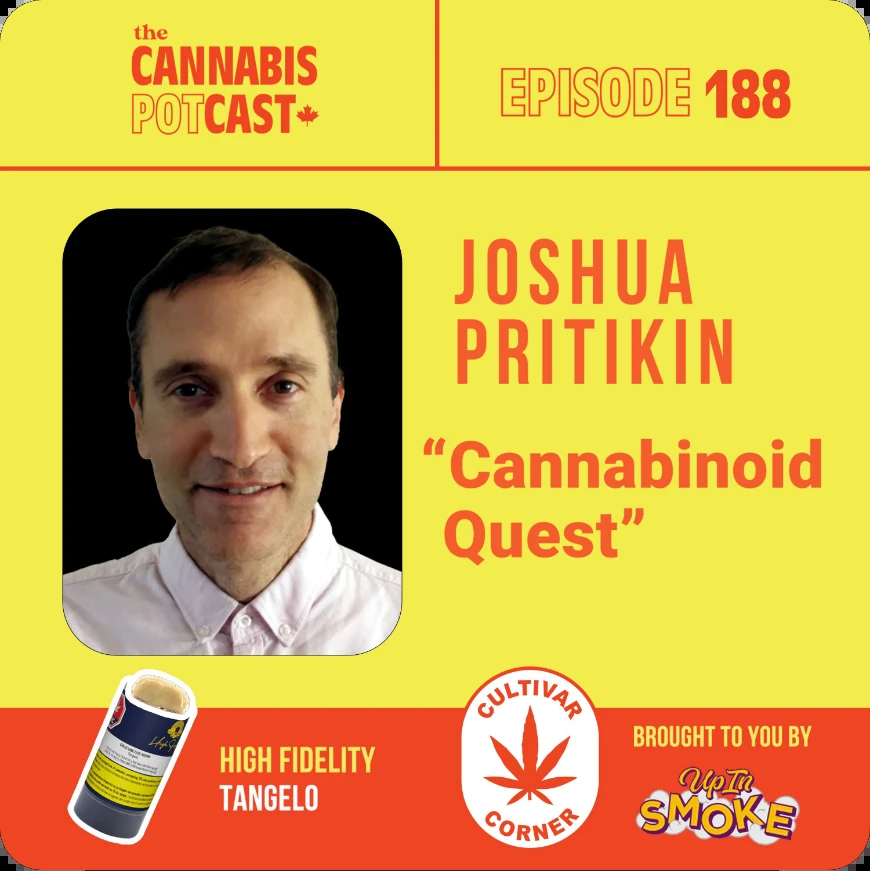 the
CANNABIS
POTCAST
EPISODE 188
JOSHUA
PRITIKIN
“Cannabinoid
Quest”
HIGH FIDELITY
TANGELO
CULTIVAR
CORNER
BROUGHT TO YOU BY
Up In
SMOKE